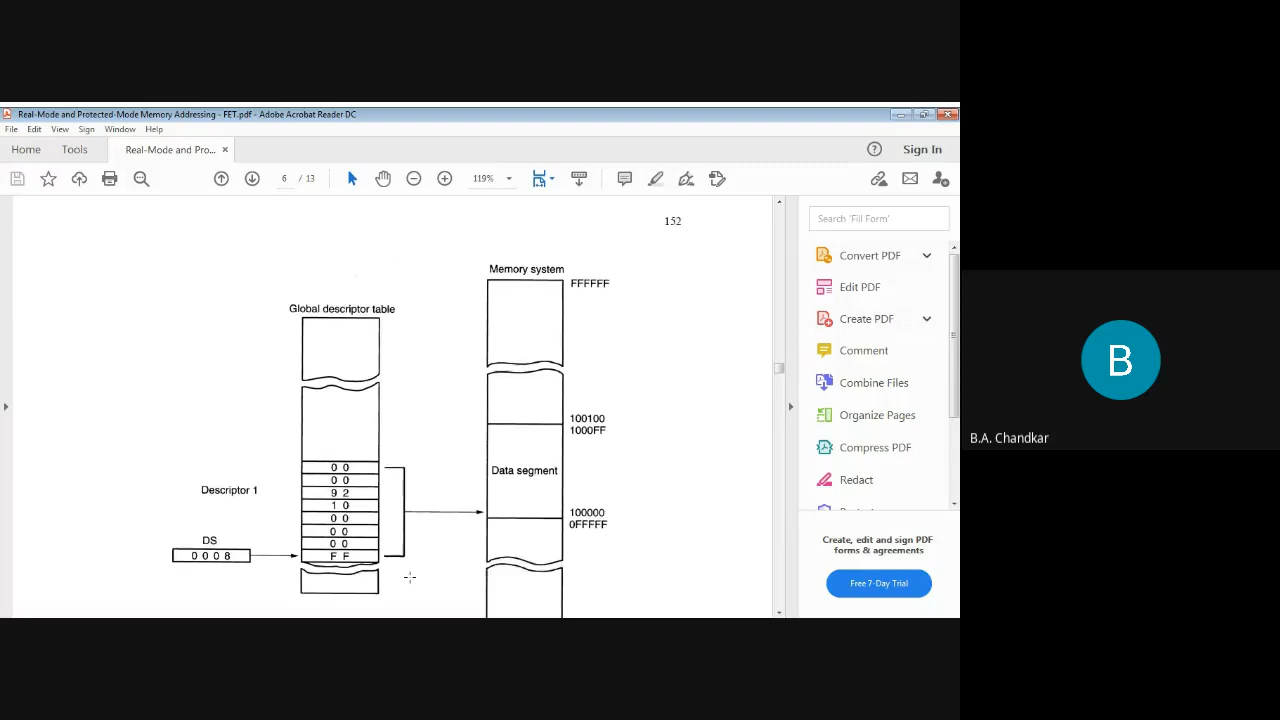 Real-Mode and Protected-Mode Memory Addressing - FET.pdf - Adobe Acrobat Reader DC
File Edit View Sign Window Help
Home Tools Real-Mode and Pro... × Sign In
6 / 13 119%
152
Memory system
FFFFFF
Global descriptor table
100100
1000FF
Data segment
100000
0FFFFF
0 0
0 0
9 2
1 0
0 0
0 0
0 0
F F
Descriptor 1
DS
0 0 0 8
Search 'Fill Form'
Convert PDF
Edit PDF
Create PDF
Comment
Combine Files
Organize Pages
Compress PDF
Redact
Create, edit and sign PDF
forms & agreements
Free 7-Day Trial
B
B.A. Chandkar